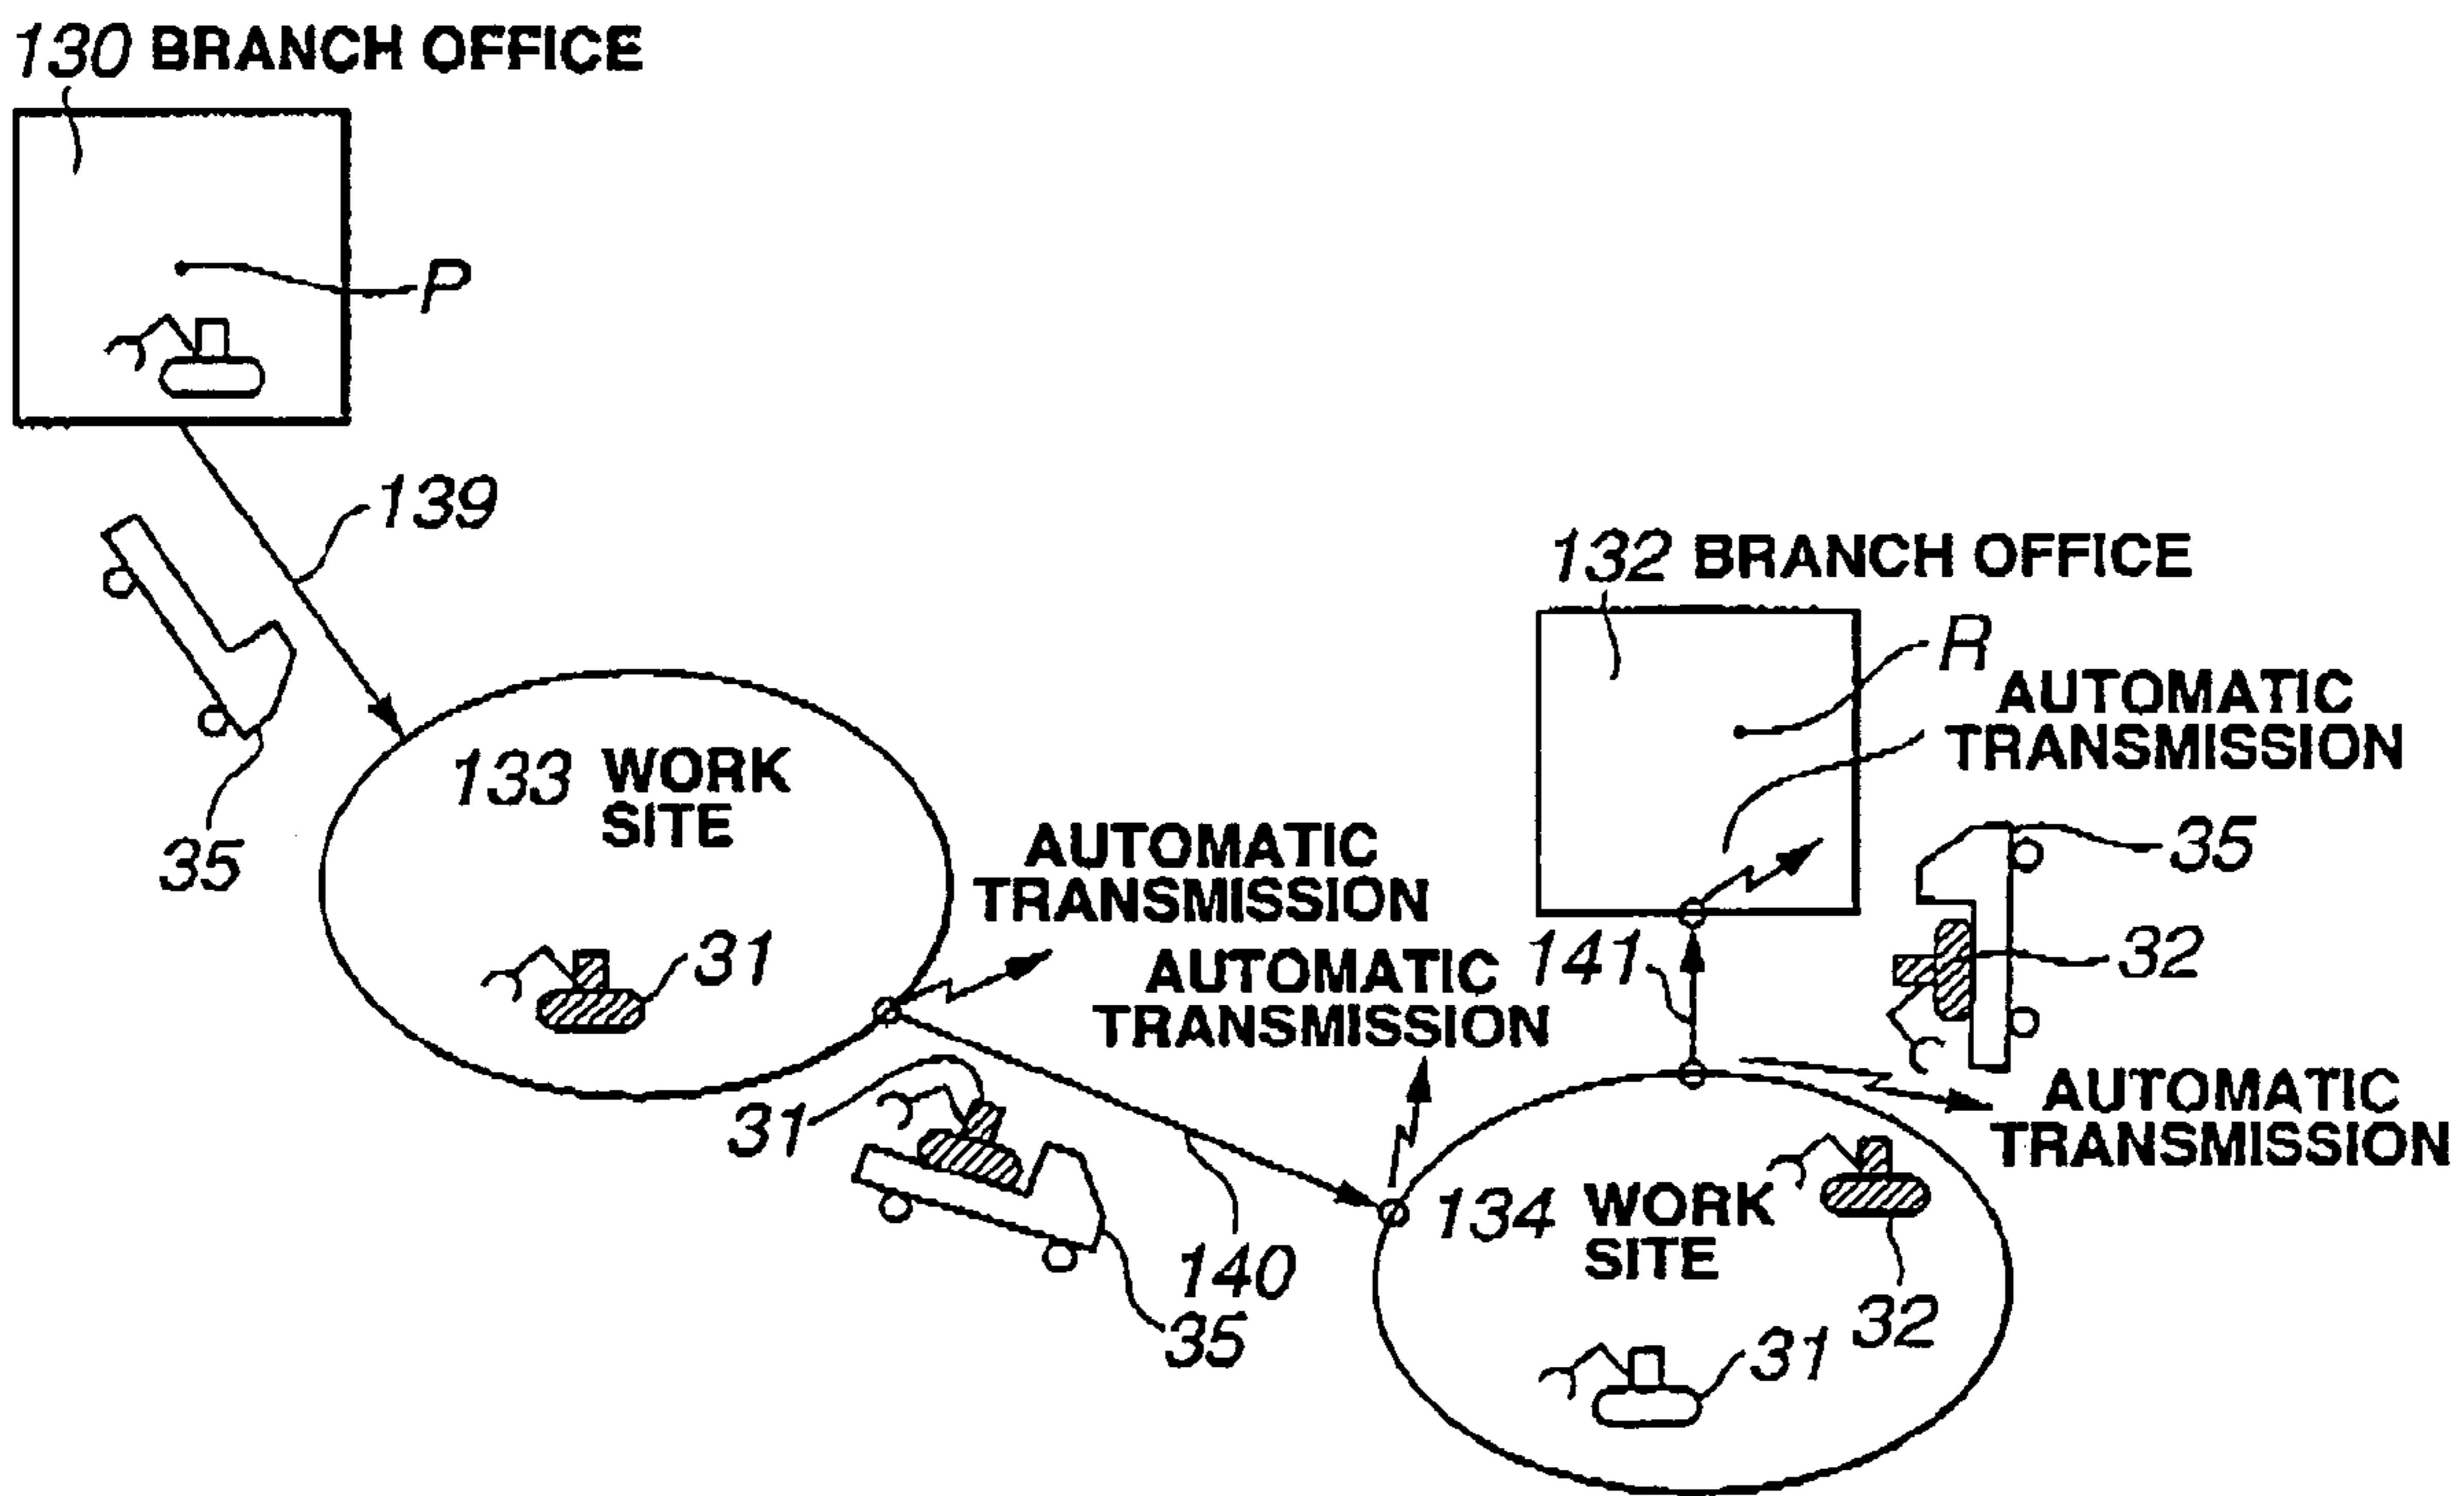 130 BRANCH OFFICE
P
139
132 BRANCH OFFICE
R
AUTOMATIC
TRANSMISSION
133 WORK
SITE
35
AUTOMATIC
TRANSMISSION
35
31
AUTOMATIC
TRANSMISSION
141
32
31
AUTOMATIC
TRANSMISSION
134 WORK
SITE
140
32
35
31